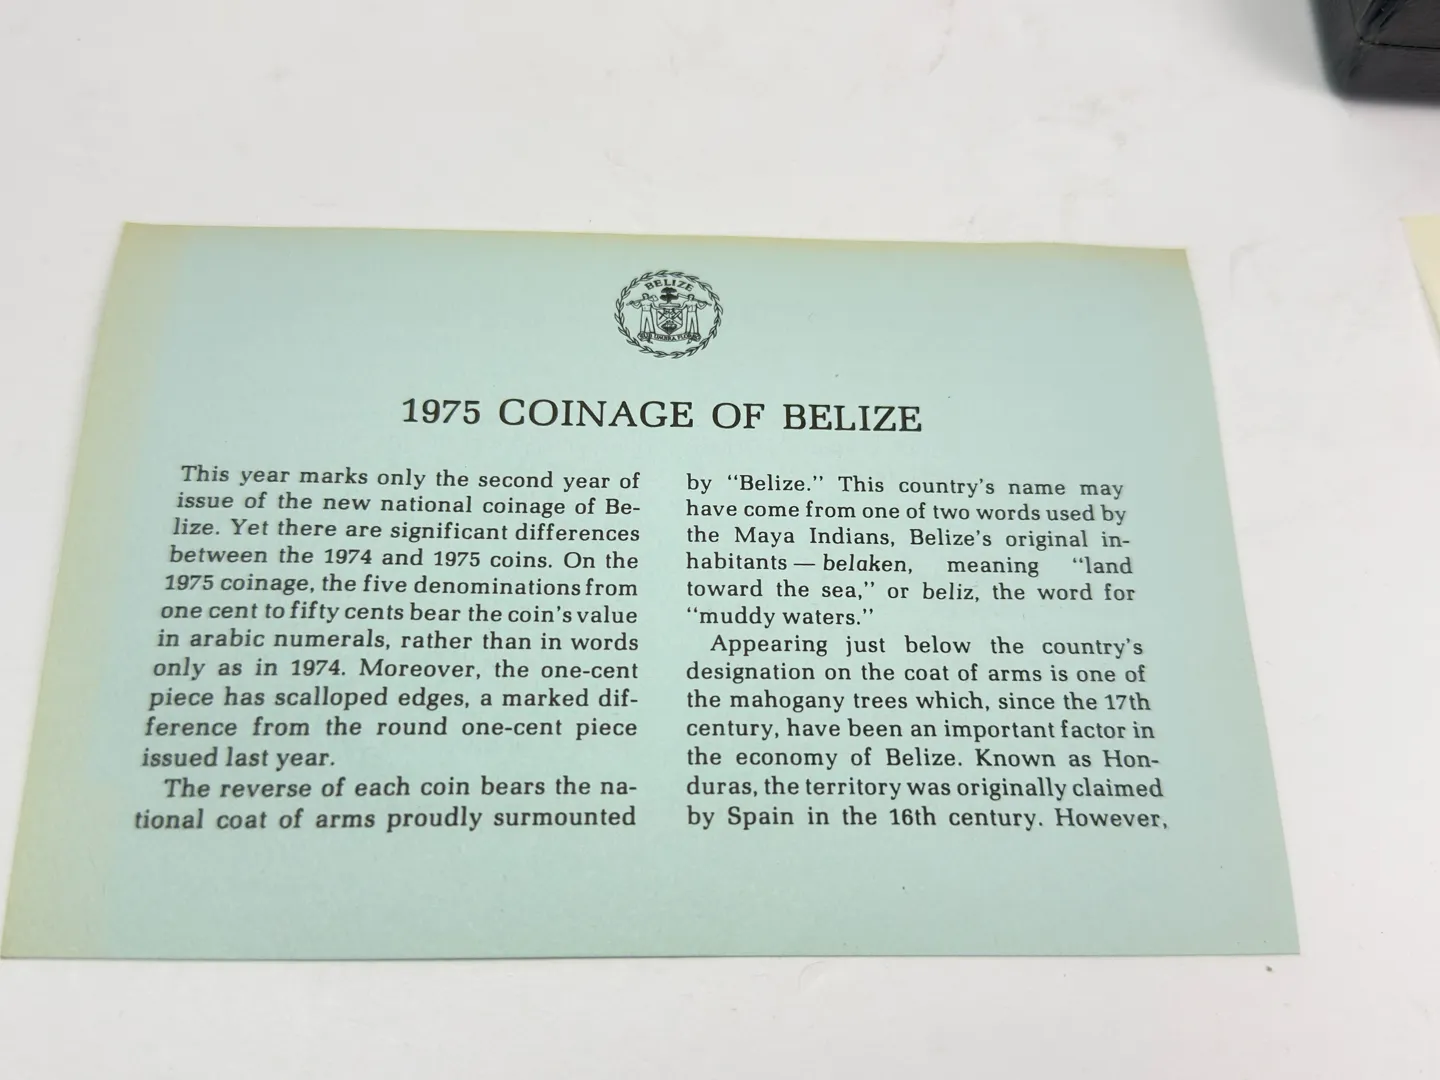 BELIZE
1975 COINAGE OF BELIZE
This year marks only the second year of
issue of the new national coinage of Be-
lize. Yet there are significant differences
between the 1974 and 1975 coins. On the
1975 coinage, the five denominations from
one cent to fifty cents bear the coin's value
in arabic numerals, rather than in words
only as in 1974. Moreover, the one-cent
piece has scalloped edges, a marked dif-
ference from the round one-cent piece
issued last year.
The reverse of each coin bears the na-
tional coat of arms proudly surmounted
by "Belize." This country's name may
have come from one of two words used by
the Maya Indians, Belize's original in-
habitants — belaken, meaning "land
toward the sea," or beliz, the word for
"muddy waters."
Appearing just below the country's
designation on the coat of arms is one of
the mahogany trees which, since the 17th
century, have been an important factor in
the economy of Belize. Known as Hon-
duras, the territory was originally claimed
by Spain in the 16th century. However,